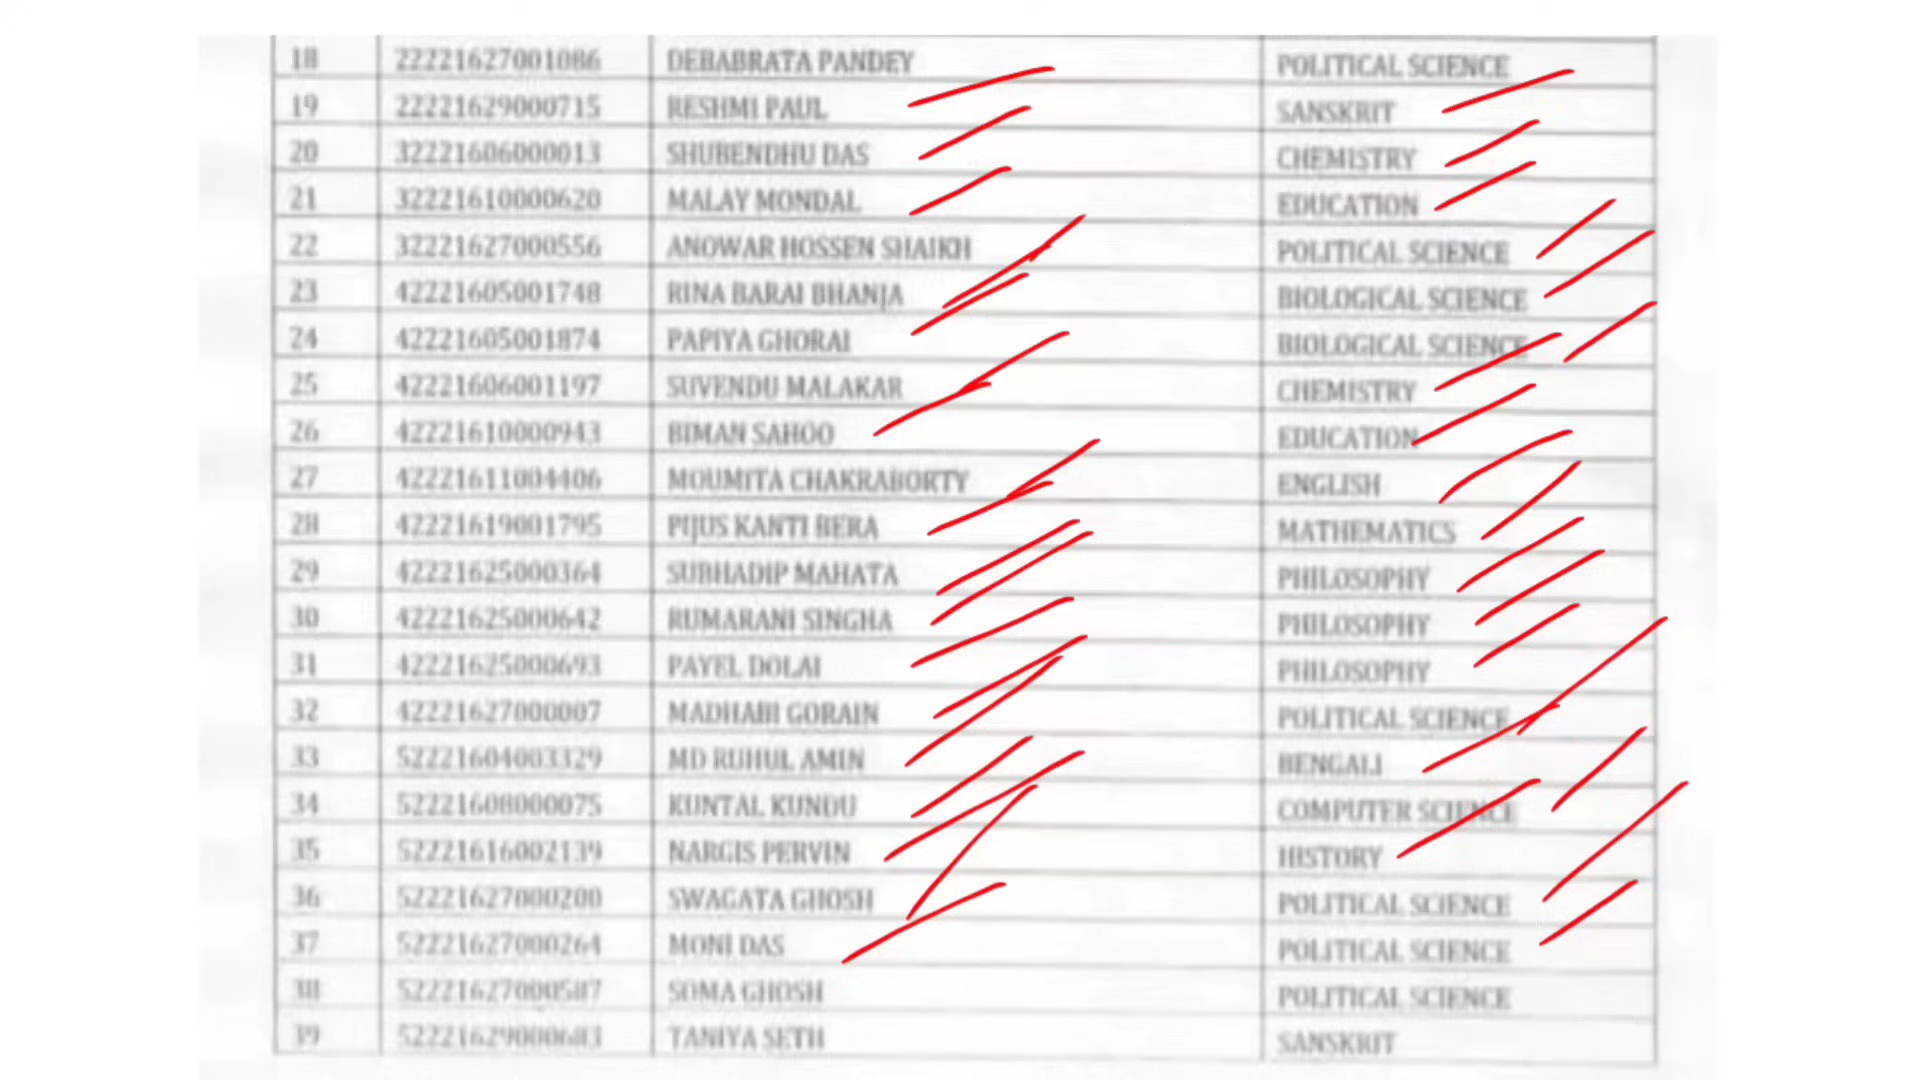 18 22221627001086 DEBABRATA PANDEY POLITICAL SCIENCE
19 22221629000715 RESHMI PAUL SANSKRIT
20 32221606000013 SHUBENDHU DAS CHEMISTRY
21 32221610000620 MALAY MONDAL EDUCATION
22 32221627000556 ANOWAR HOSSEN SHAIKH POLITICAL SCIENCE
23 42221605001748 RINA BARAI BHANJA BIOLOGICAL SCIENCE
24 42221605001874 PAPIYA GHORAI BIOLOGICAL SCIENCE
25 42221606001197 SUVENDU MALAKAR CHEMISTRY
26 42221610000943 BIMAN SAHOO EDUCATION
27 42221611004406 MOUMITA CHAKRABORTY ENGLISH
28 42221619001795 PIJUS KANTI BERA MATHEMATICS
29 42221625000364 SUBHADIP MAHATA PHILOSOPHY
30 42221625000642 RUMARANI SINGHA PHILOSOPHY
31 42221625000693 PAYEL DOLAI PHILOSOPHY
32 42221627000007 MADHABI GORAIN POLITICAL SCIENCE
33 52221604003329 MD RUHUL AMIN BENGALI
34 52221608000075 KUNTAL KUNDU COMPUTER SCIENCE
35 52221616002139 NARGIS PERVIN HISTORY
36 52221627000200 SWAGATA GHOSH POLITICAL SCIENCE
37 52221627000264 MONI DAS POLITICAL SCIENCE
38 52221627000587 SOMA GHOSH POLITICAL SCIENCE
39 52221629000683 TANIYA SETH SANSKRIT